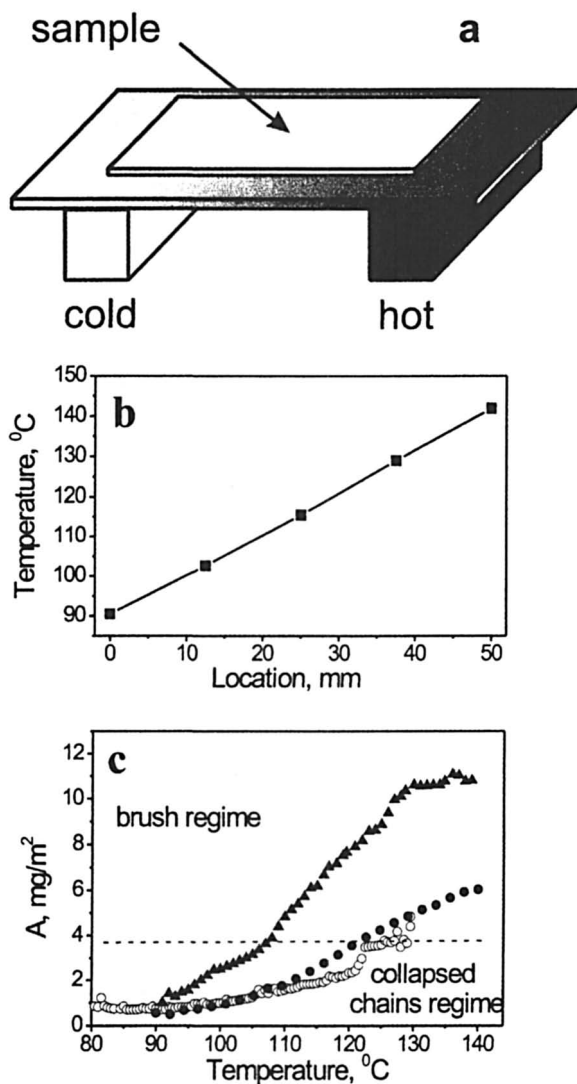 sample
a
cold
hot
b
Temperature, ⁰C
150
140
130
120
110
100
90
0
10
20
30
40
50
Location, mm
c
A, mg/m²
12
10
8
6
4
2
0
brush regime
collapsed
chains regime
80
90
100
110
120
130
140
Temperature, ⁰C